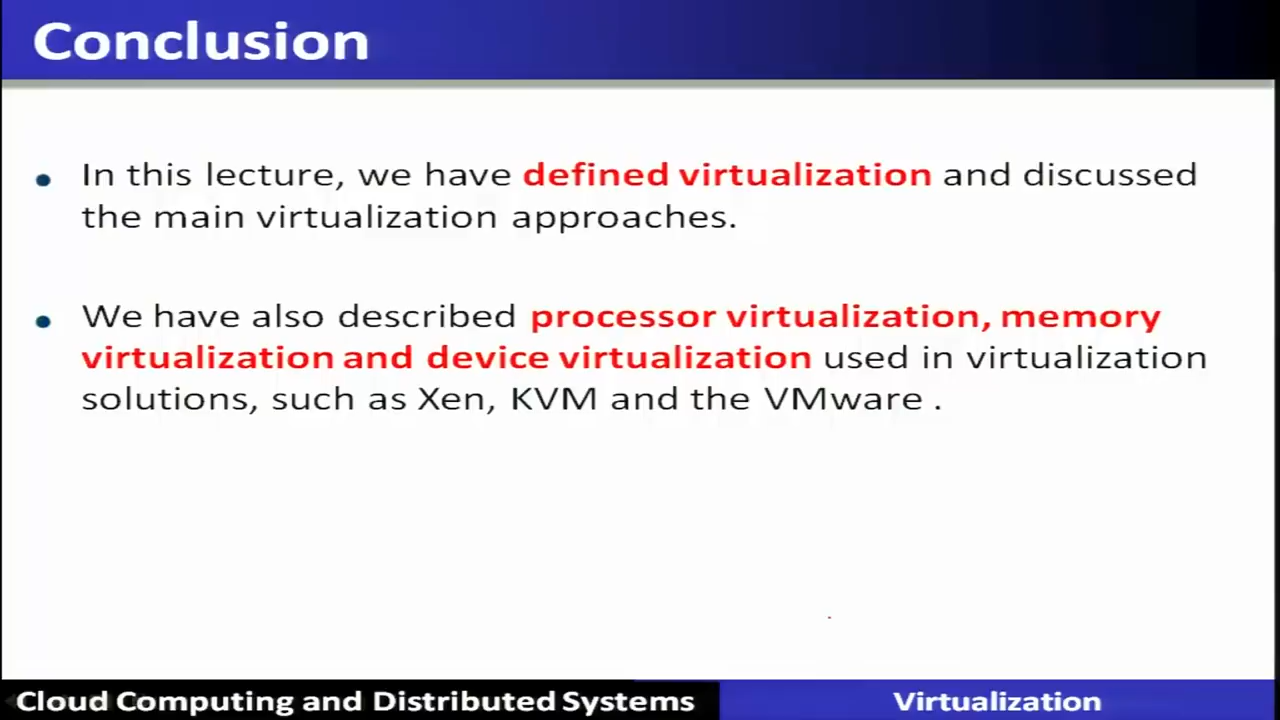 Conclusion
In this lecture, we have defined virtualization and discussed
the main virtualization approaches.
We have also described processor virtualization, memory
virtualization and device virtualization used in virtualization
solutions, such as Xen, KVM and the VMware .
Cloud Computing and Distributed Systems
Virtualization